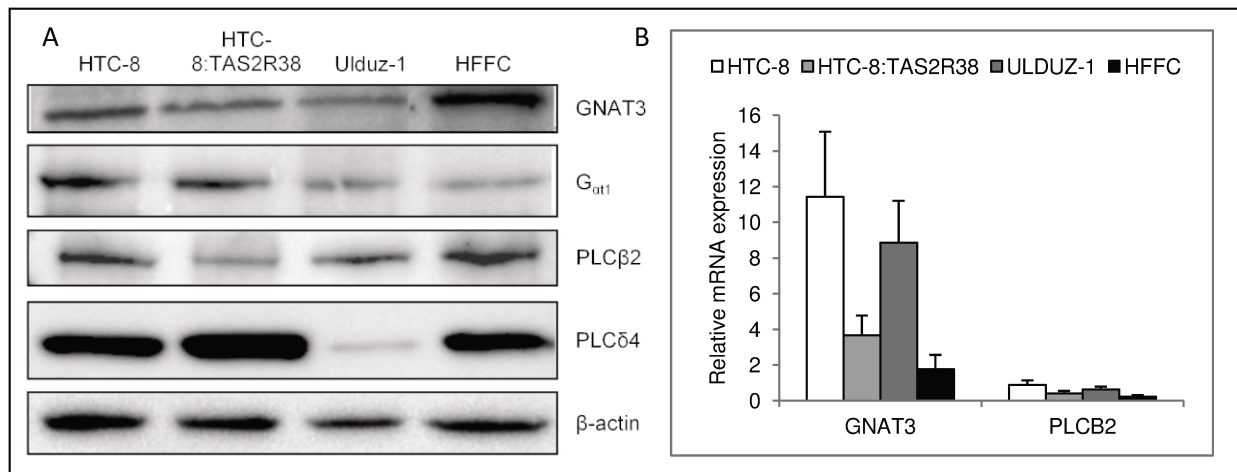 A
HTC-8
HTC-
8:TAS2R38
Ulduz-1
HFFC
GNAT3
Gαt1
PLCβ2
PLCδ4
β-actin
B
HTC-8 HTC-8:TAS2R38 ULDUZ-1 HFFC
Relative mRNA expression
16
14
12
10
8
6
4
2
0
GNAT3 PLCB2